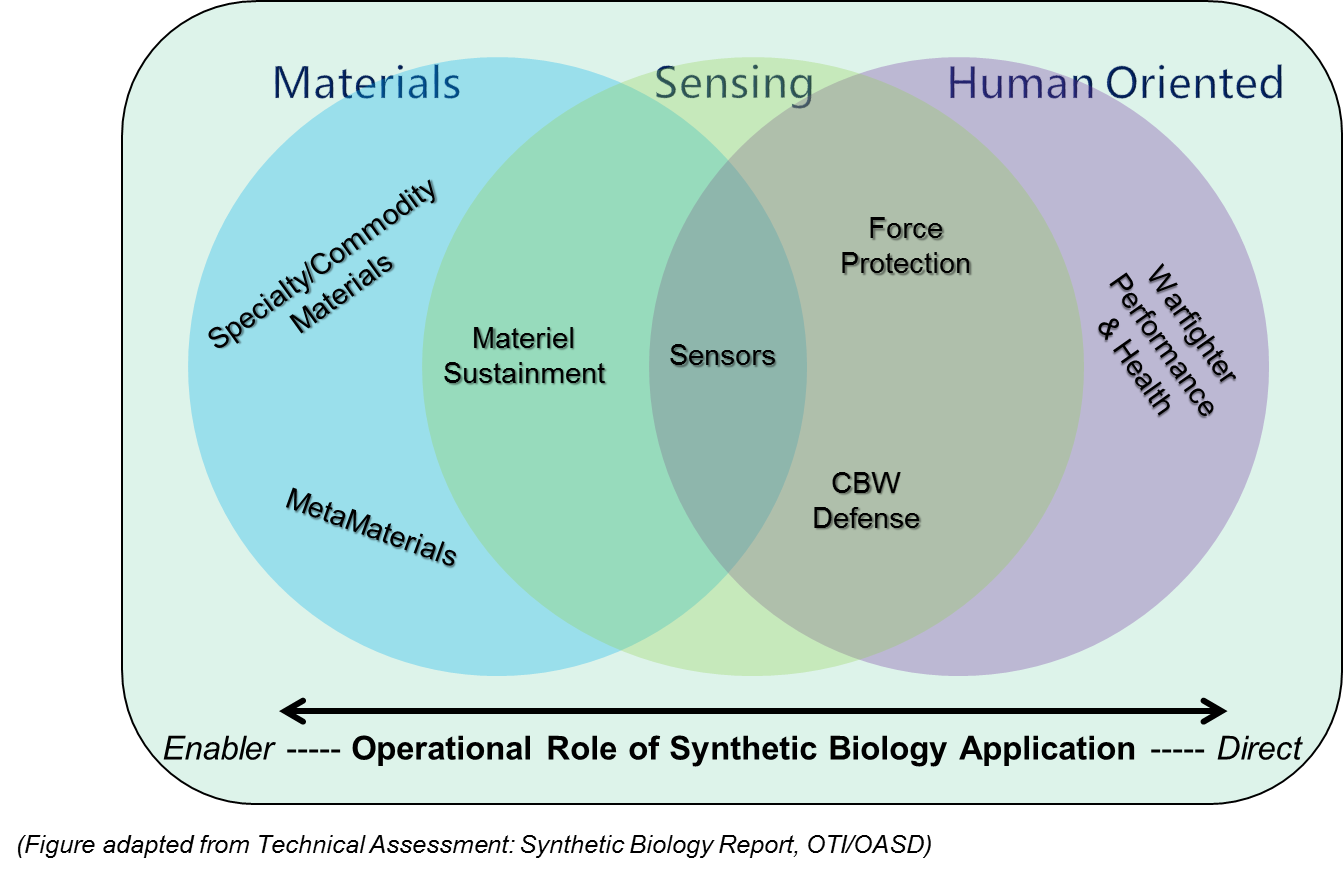 Materials
Sensing
Human Oriented
Specialty/Commodity
Materials
Force
Protection
Warfighter
Performance
& Health
Materiel
Sustainment
Sensors
MetaMaterials
CBW
Defense
Enabler ----- Operational Role of Synthetic Biology Application ----- Direct
(Figure adapted from Technical Assessment: Synthetic Biology Report, OTI/OASD)